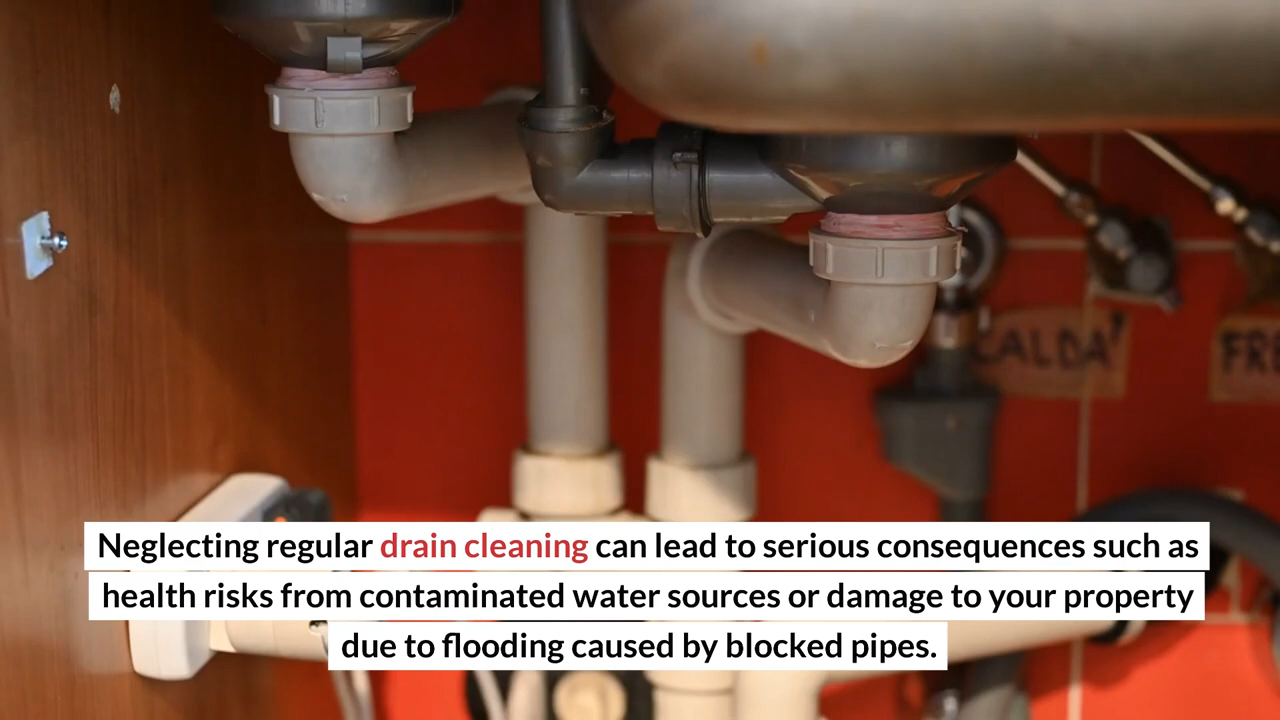 CALDA
Neglecting regular drain cleaning can lead to serious consequences such as
health risks from contaminated water sources or damage to your property
due to flooding caused by blocked pipes.